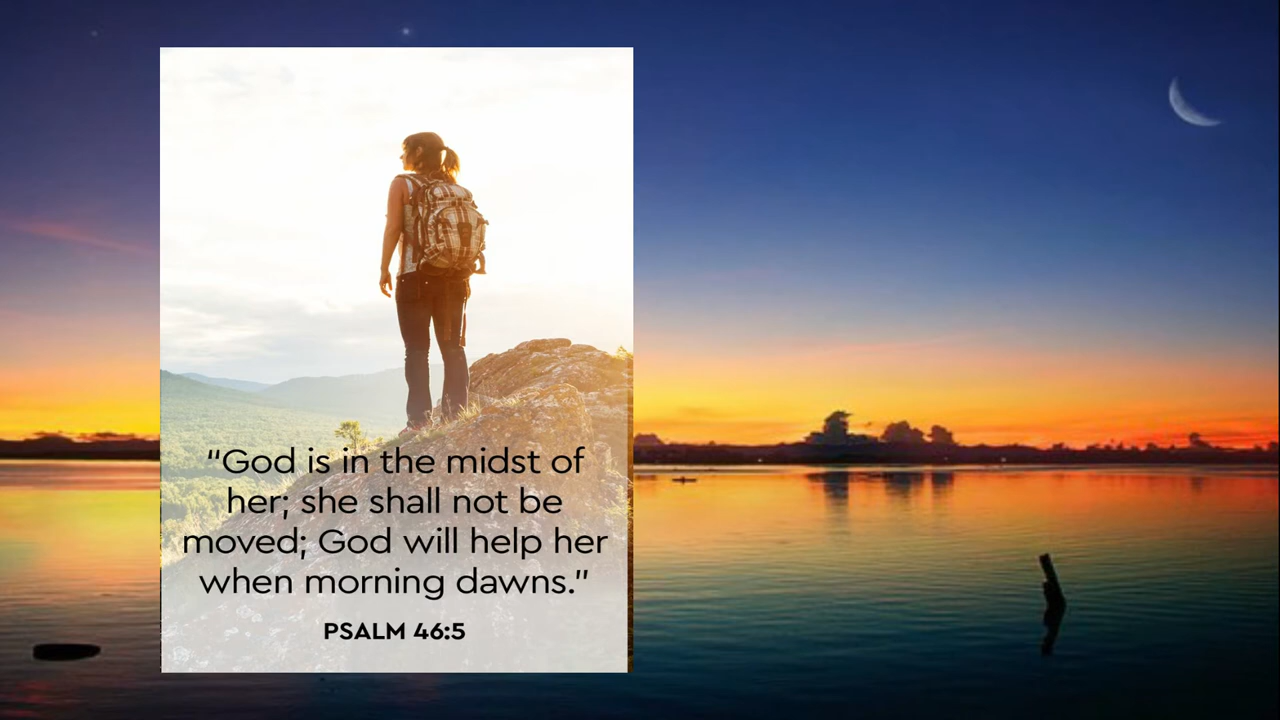 “God is in the midst of
her; she shall not be
moved; God will help her
when morning dawns.”
PSALM 46:5